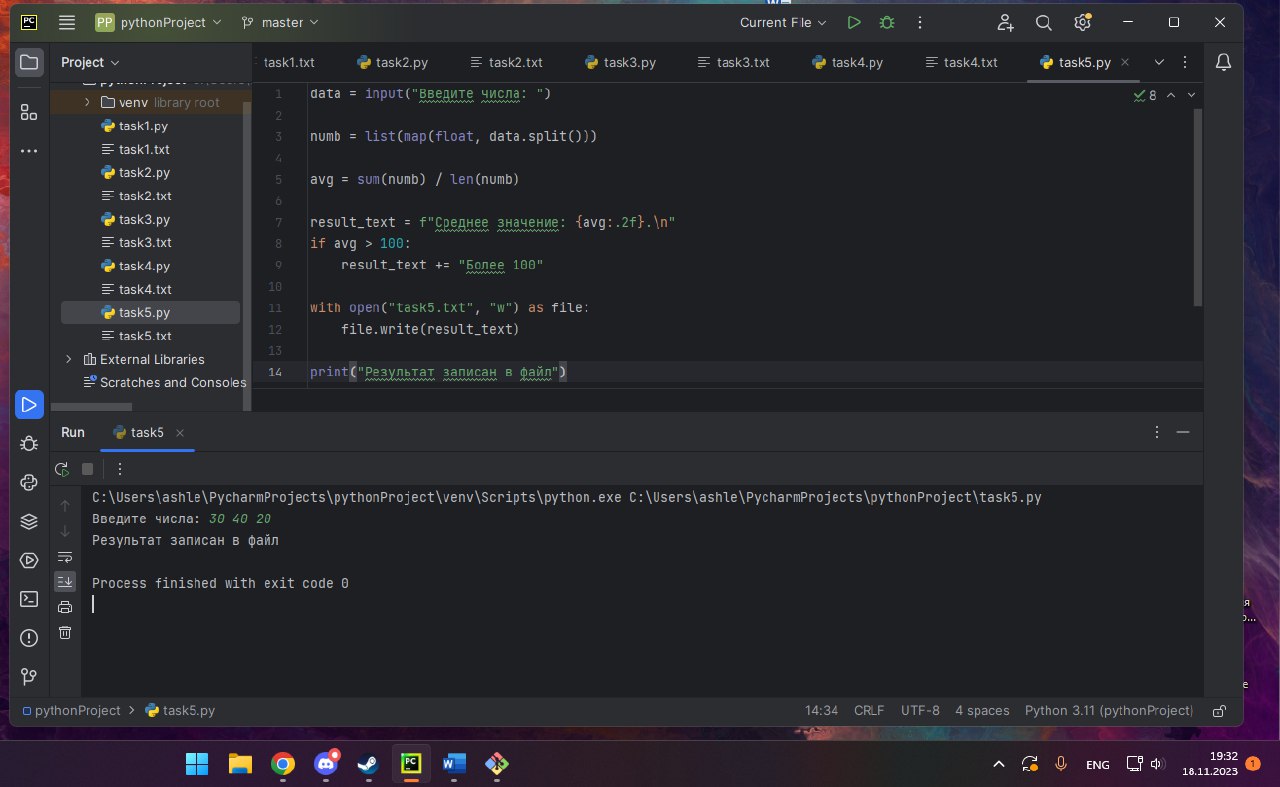 PC
PP pythonProject
master
Current File
Project
task1.txt
task2.py
task2.txt
task3.py
task3.txt
task4.py
task4.txt
task5.py
venv library root
task1.py
task1.txt
task2.py
task2.txt
task3.py
task3.txt
task4.py
task4.txt
task5.py
task5.txt
External Libraries
Scratches and Consoles
8
1 data = input("Введите числа: ")
2
3 numb = list(map(float, data.split()))
4
5 avg = sum(numb) / len(numb)
6
7 result_text = f"Среднее значение: {avg:.2f}.\n"
8 if avg > 100:
9 result_text += "Более 100"
10
11 with open("task5.txt", "w") as file:
12 file.write(result_text)
13
14 print("Результат записан в файл")
Run
task5
C:\Users\ashle\PycharmProjects\pythonProject\venv\Scripts\python.exe C:\Users\ashle\PycharmProjects\pythonProject\task5.py
Введите числа: 30 40 20
Результат записан в файл
Process finished with exit code 0
pythonProject > task5.py
14:34 CRLF UTF-8 4 spaces Python 3.11 (pythonProject)
PC
W
ENG
19:32
18.11.2023
1